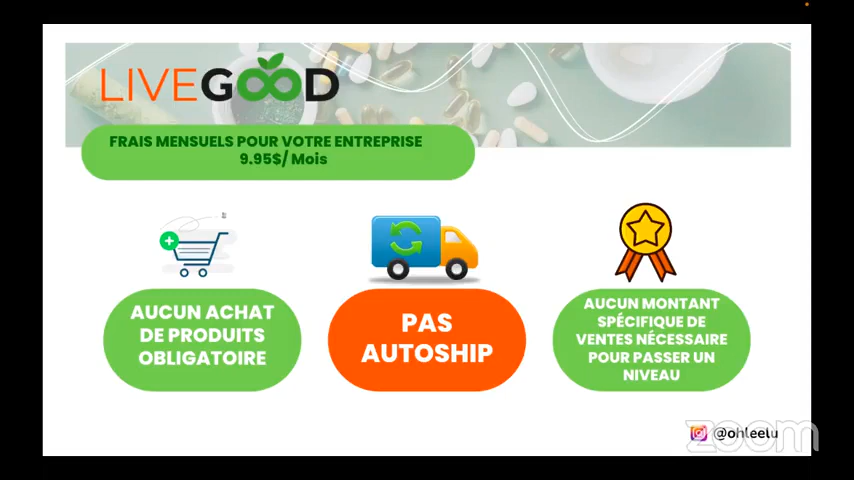 LIVEGOOD
FRAIS MENSUELS POUR VOTRE ENTREPRISE
9.95$/ Mois
AUCUN ACHAT
DE PRODUITS
OBLIGATOIRE
PAS
AUTOSHIP
AUCUN MONTANT
SPÉCIFIQUE DE
VENTES NÉCESSAIRE
POUR PASSER UN
NIVEAU
@ohleelu
zoom